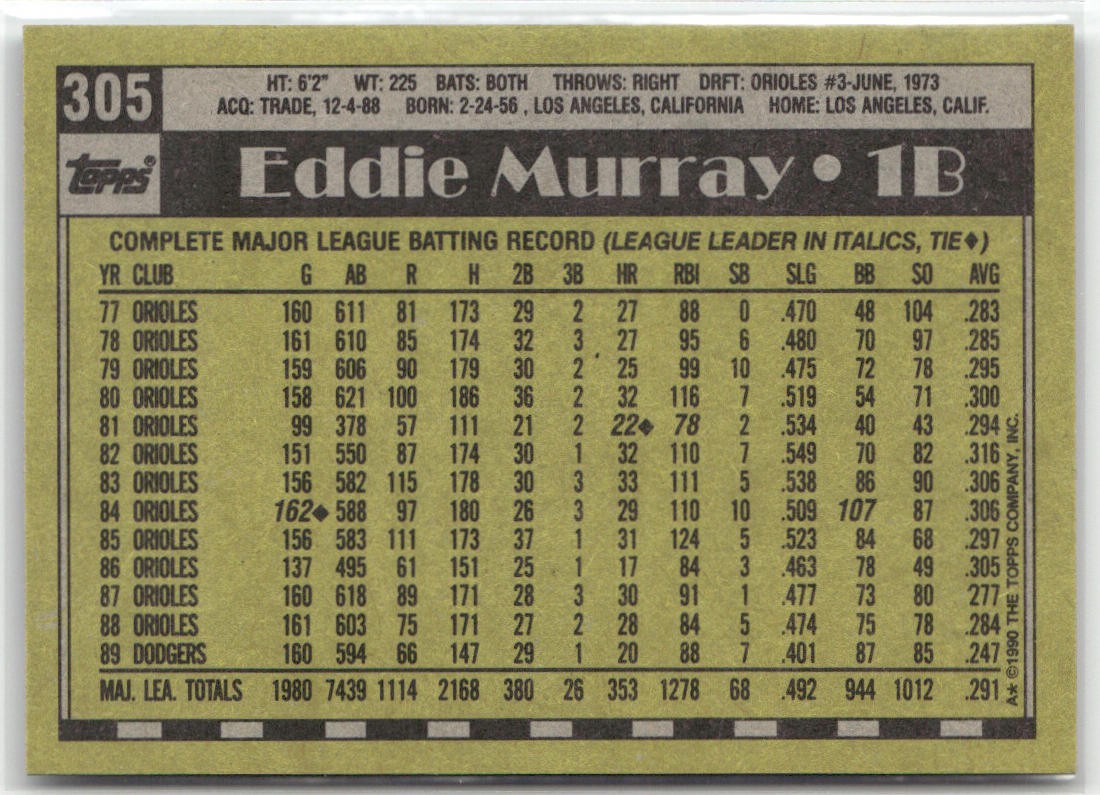 305
HT: 6'2" WT: 225 BATS: BOTH THROWS: RIGHT DRFT: ORIOLES #3-JUNE, 1973
ACQ: TRADE, 12-4-88 BORN: 2-24-56 , LOS ANGELES, CALIFORNIA HOME: LOS ANGELES, CALIF.
topps®
Eddie Murray • 1B
COMPLETE MAJOR LEAGUE BATTING RECORD (LEAGUE LEADER IN ITALICS, TIE♦)
YR CLUB G AB R H 2B 3B HR RBI SB SLG BB SO AVG
77 ORIOLES 160 611 81 173 29 2 27 88 0 .470 48 104 .283
78 ORIOLES 161 610 85 174 32 3 27 95 6 .480 70 97 .285
79 ORIOLES 159 606 90 179 30 2 25 99 10 .475 72 78 .295
80 ORIOLES 158 621 100 186 36 2 32 116 7 .519 54 71 .300
81 ORIOLES 99 378 57 111 21 2 22♦ 78 2 .534 40 43 .294
82 ORIOLES 151 550 87 174 30 1 32 110 7 .549 70 82 .316
83 ORIOLES 156 582 115 178 30 3 33 111 5 .538 86 90 .306
84 ORIOLES 162♦ 588 97 180 26 3 29 110 10 .509 107 87 .306
85 ORIOLES 156 583 111 173 37 1 31 124 5 .523 84 68 .297
86 ORIOLES 137 495 61 151 25 1 17 84 3 .463 78 49 .305
87 ORIOLES 160 618 89 171 28 3 30 91 1 .477 73 80 .277
88 ORIOLES 161 603 75 171 27 2 28 84 5 .474 75 78 .284
89 DODGERS 160 594 66 147 29 1 20 88 7 .401 87 85 .247
MAJ. LEA. TOTALS 1980 7439 1114 2168 380 26 353 1278 68 .492 944 1012 .291
A★ ©1990 THE TOPPS COMPANY, INC.